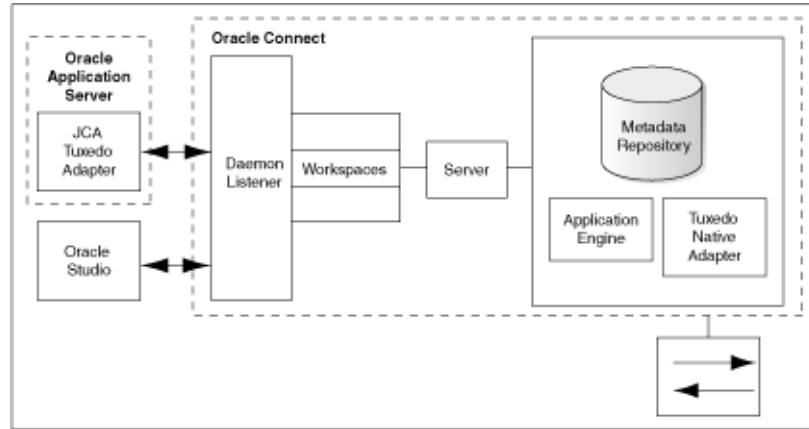 Oracle Connect
Oracle
Application
Server
JCA
Tuxedo
Adapter
Oracle
Studio
Daemon
Listener
Workspaces
Server
Metadata
Repository
Application
Engine
Tuxedo
Native
Adapter